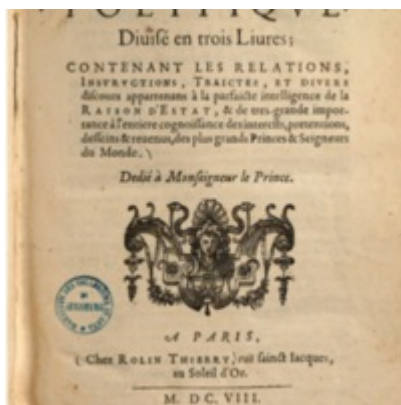 POLITIQVE
Diuisé en trois Liures;
CONTENANT LES RELATIONS,
INSTRVCTIONS, TRAICTEZ, ET DIVERS
discours appartenans à la parfaicte intelligence de la
RAISON D'ESTAT, & de tres-grande impor-
tance à l'entiere cognoissance des interests, pretentions,
desseins & reuenus, des plus grands Princes & Seigneurs
du Monde.
Dedié à Monseigneur le Prince.
A PARIS,
Chez ROLIN THIERRY, ruë sainct Iacques,
au Soleil d'Or.
M. DC. VIII.